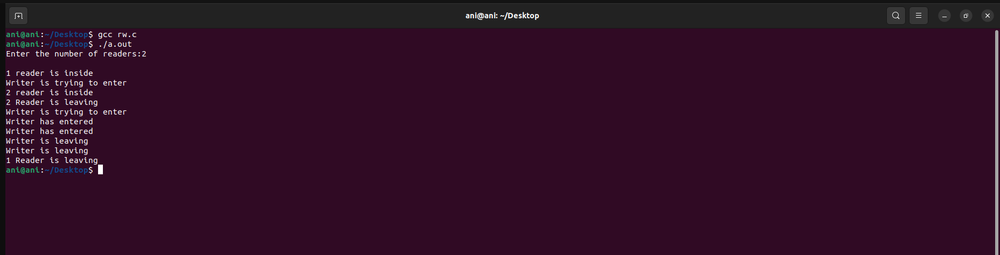 ani@ani: ~/Desktop
ani@ani:~/Desktop$ gcc rw.c
ani@ani:~/Desktop$ ./a.out
Enter the number of readers:2
1 reader is inside
Writer is trying to enter
2 reader is inside
2 Reader is leaving
Writer is trying to enter
Writer has entered
Writer has entered
Writer is leaving
Writer is leaving
1 Reader is leaving
ani@ani:~/Desktop$